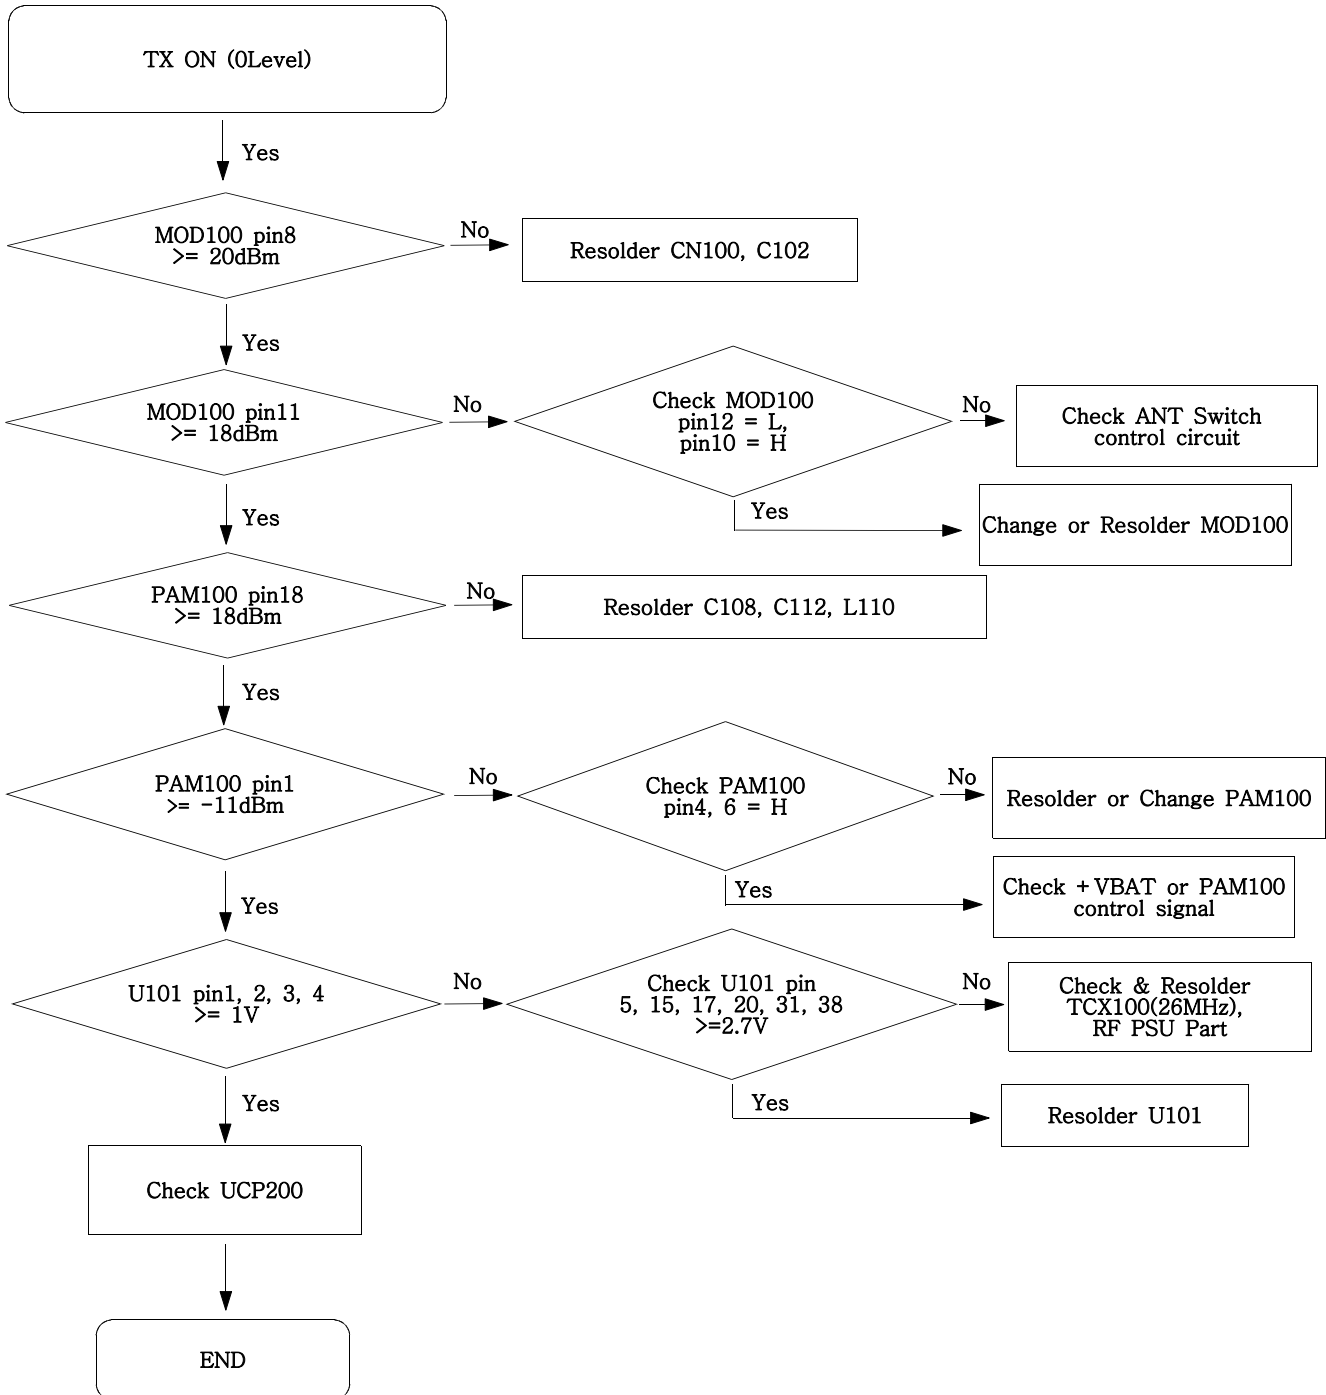 TX ON (0Level)
Yes
MOD100 pin8
>= 20dBm
No
Resolder CN100, C102
Yes
MOD100 pin11
>= 18dBm
No
Check MOD100
pin12 = L,
pin10 = H
No
Check ANT Switch
control circuit
Yes
Change or Resolder MOD100
Yes
PAM100 pin18
>= 18dBm
No
Resolder C108, C112, L110
Yes
PAM100 pin1
>= -11dBm
No
Check PAM100
pin4, 6 = H
No
Resolder or Change PAM100
Yes
Check +VBAT or PAM100
control signal
Yes
U101 pin1, 2, 3, 4
>= 1V
No
Check U101 pin
5, 15, 17, 20, 31, 38
>=2.7V
No
Check & Resolder
TCX100(26MHz),
RF PSU Part
Yes
Resolder U101
Yes
Check UCP200
END